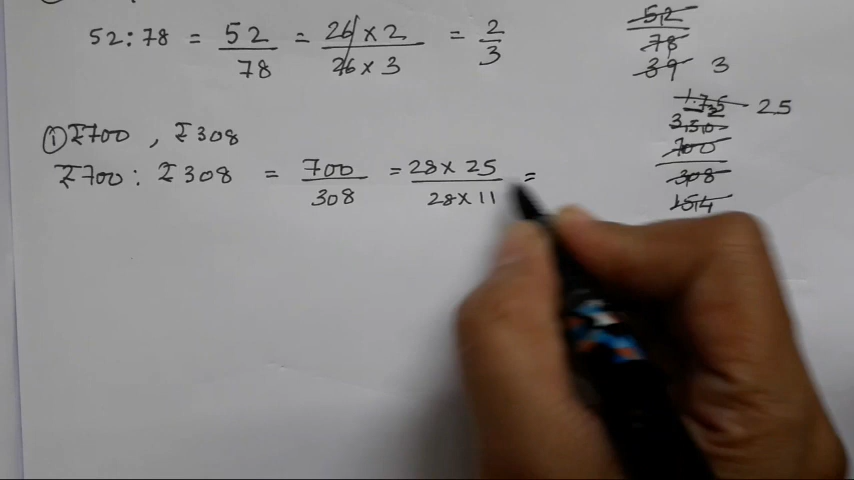 52:78 = 52/78 = 26 × 2/26 × 3 = 2/3
① ₹700 , ₹308
₹700 : ₹308 = 700/308 = 28 × 25/28 × 11 =
52
78
39 3
25
350
700
308
154